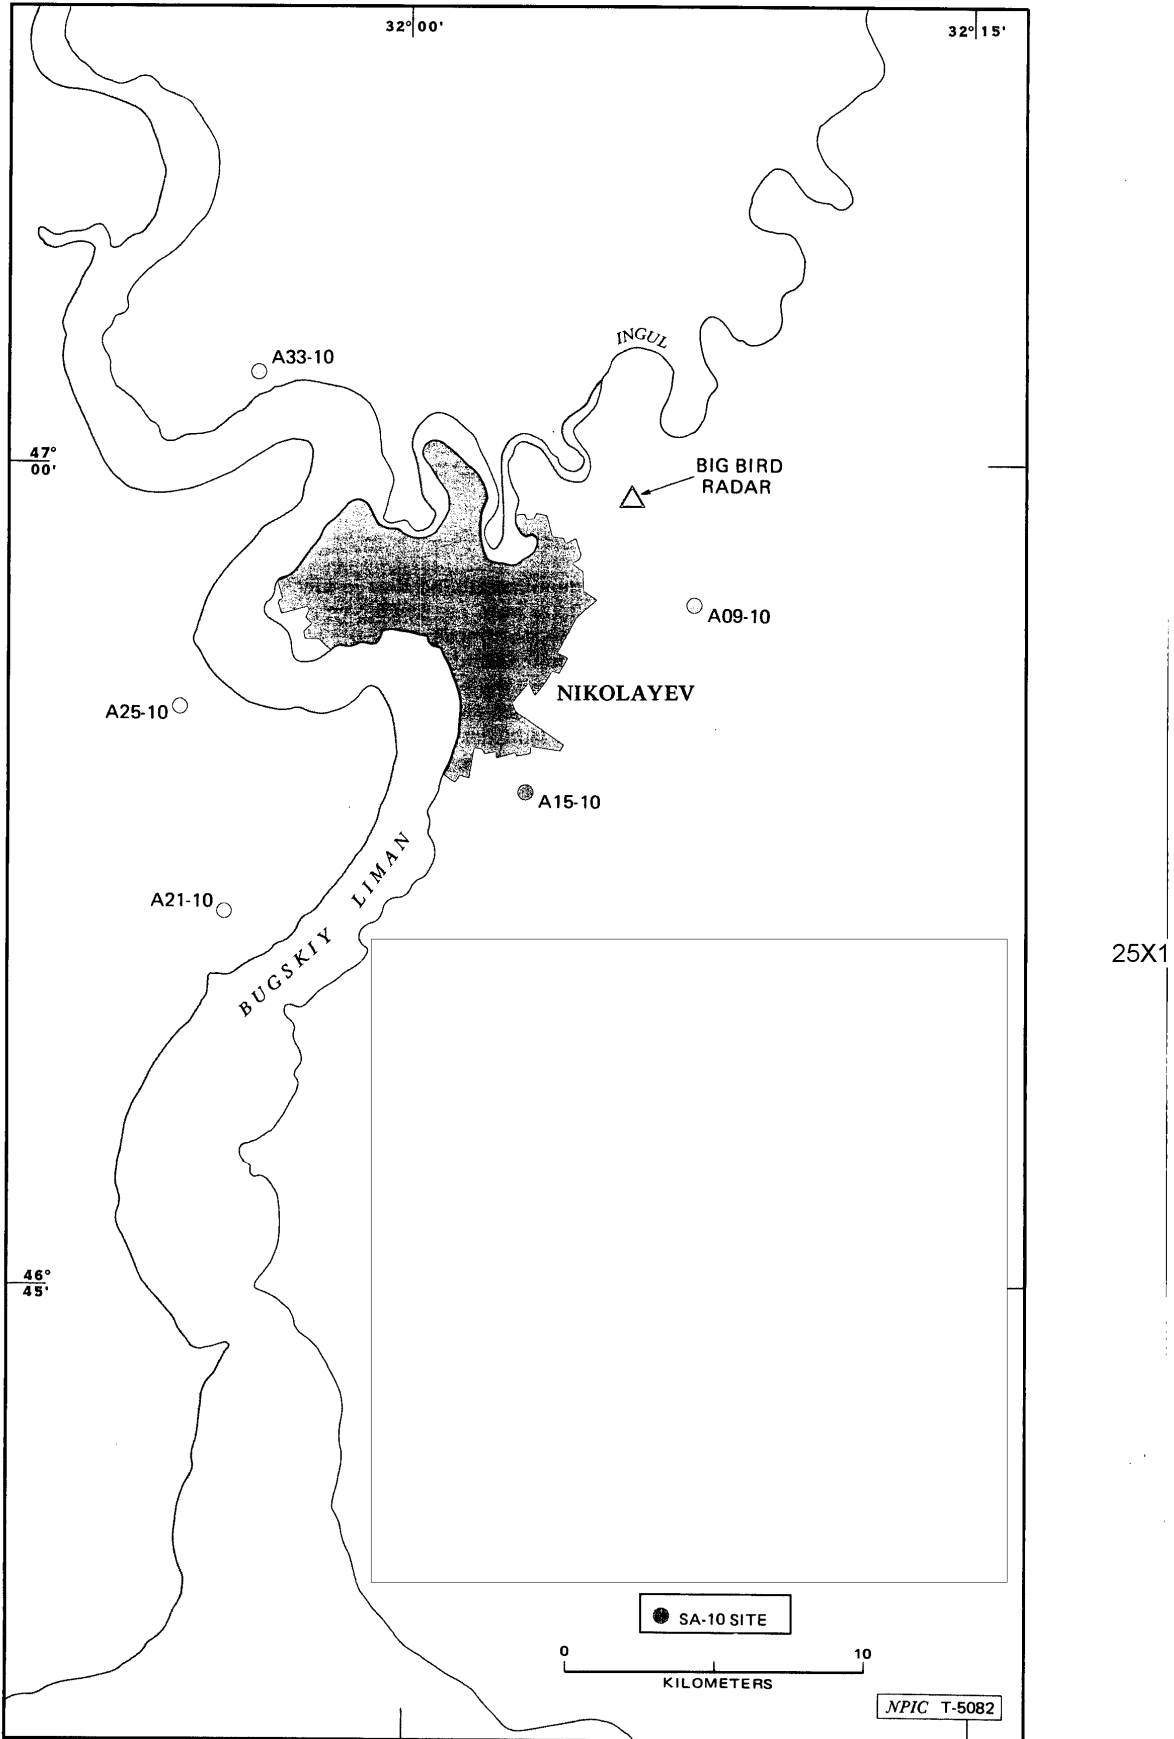 32° 00'
32° 15'
INGUL
A33-10
47°
00'
BIG BIRD
RADAR
A09-10
NIKOLAYEV
A25-10
A15-10
A21-10
BUGSKIY LIMAN
25X1
46°
45'
SA-10 SITE
0 10
KILOMETERS
NPIC T-5082